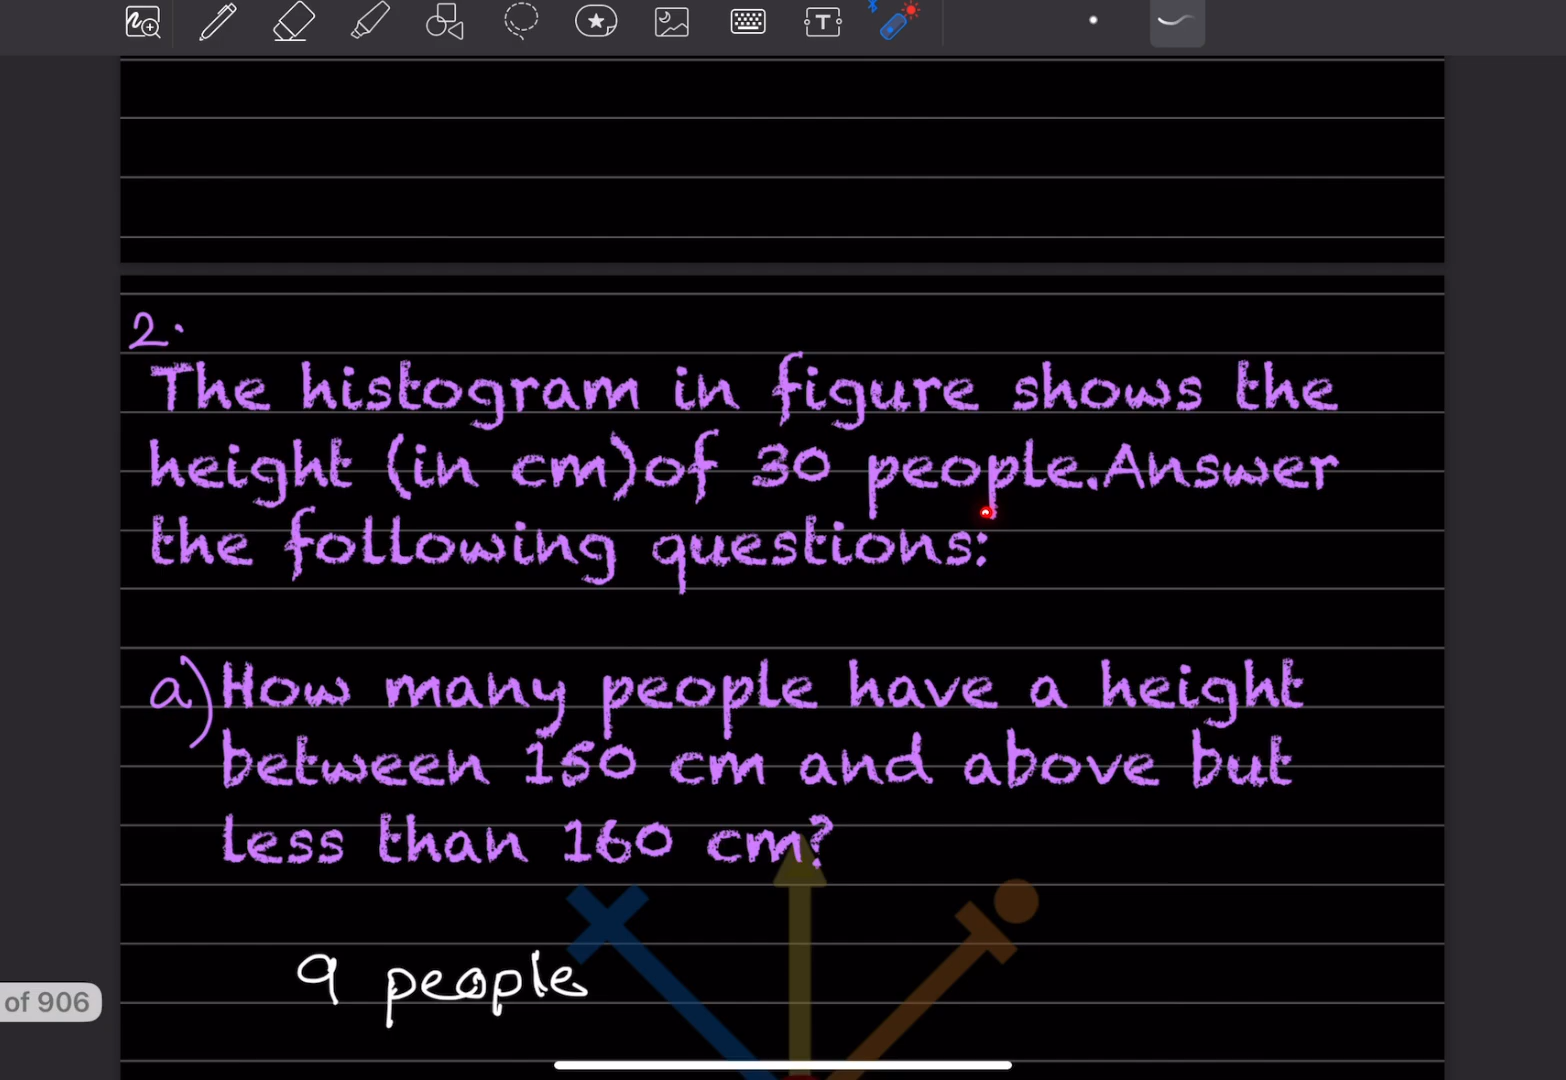 2.
The histogram in figure shows the
height (in cm)of 30 people.Answer
the following questions:
a) How many people have a height
between 150 cm and above but
less than 160 cm?
9 people
of 906
T